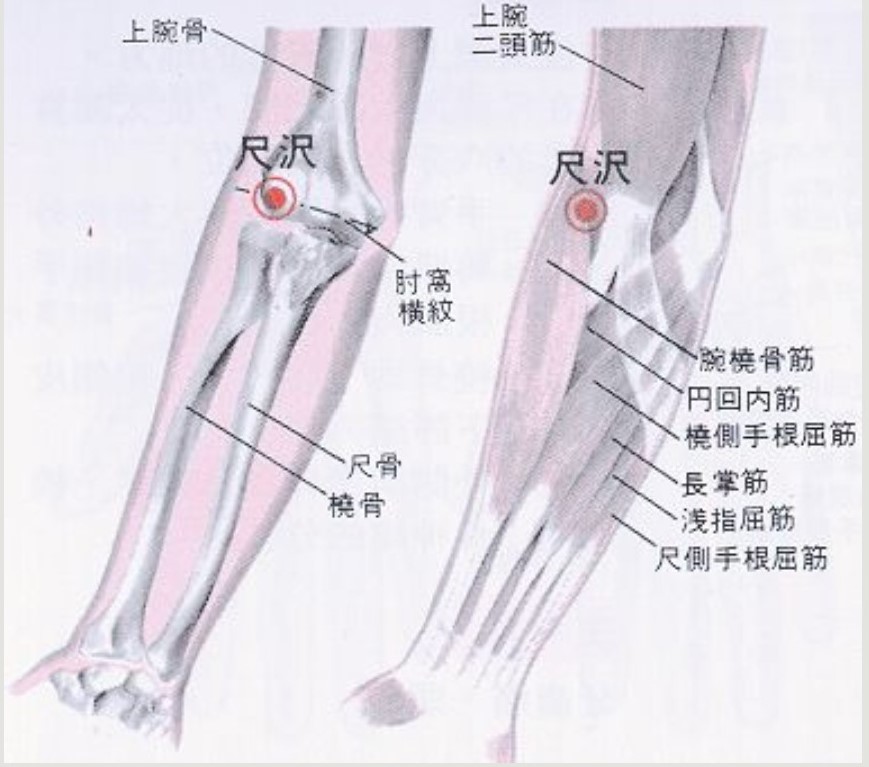 上腕骨
尺沢
肘窩
横紋
尺骨
橈骨
上腕
二頭筋
尺沢
腕橈骨筋
円回内筋
橈側手根屈筋
長掌筋
浅指屈筋
尺側手根屈筋